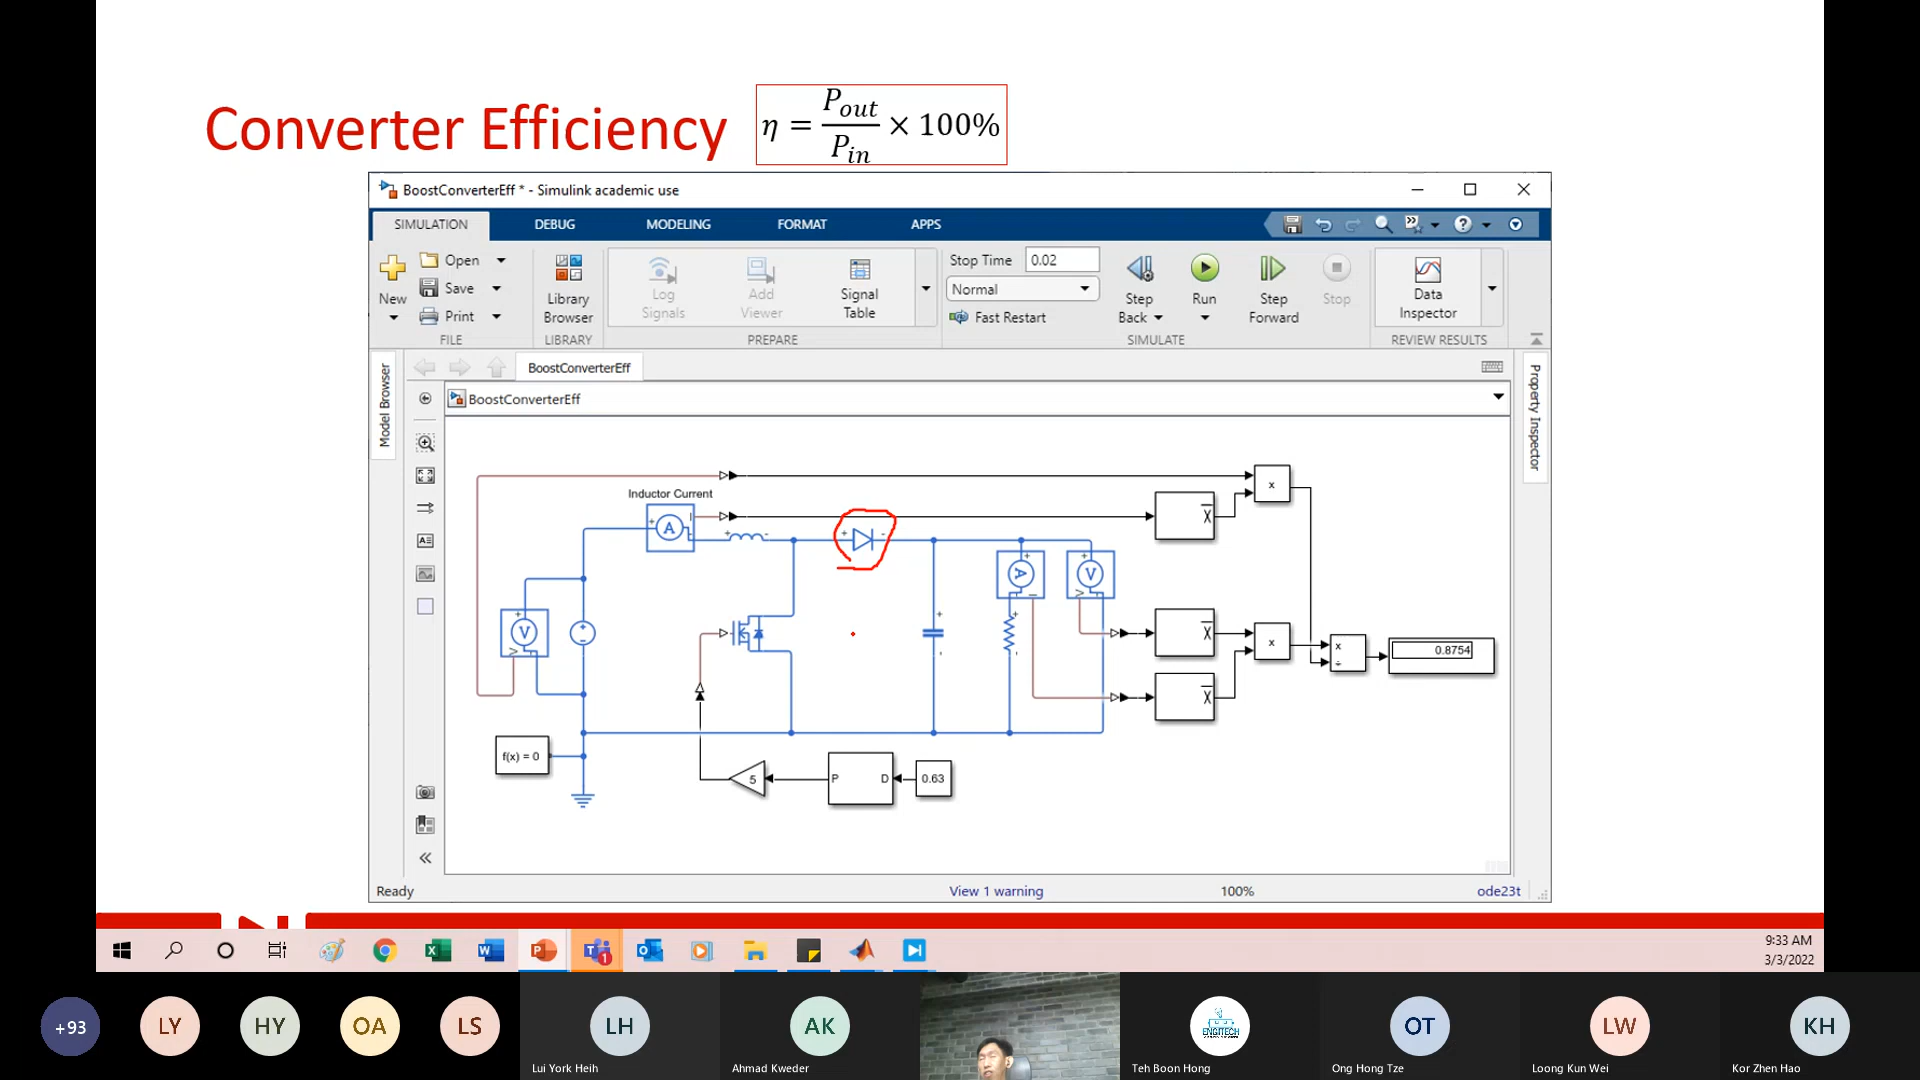 Converter Efficiency
η = P_out / P_in × 100%
BoostConverterEff * - Simulink academic use
SIMULATION DEBUG MODELING FORMAT APPS
New
Open
Save
Print
FILE
Library Browser
LIBRARY
Log Signals
Add Viewer
Signal Table
PREPARE
Stop Time 0.02
Normal
Fast Restart
Step Back
Run
Step Forward
Stop
SIMULATE
Data Inspector
REVIEW RESULTS
Model Browser
BoostConverterEff
BoostConverterEff
Property Inspector
Inductor Current
A
I
V
V
A
I
V
V
x
X
X
X
x
x
÷
0.8754
f(x) = 0
5
P D
0.63
Ready View 1 warning 100% ode23t
9:33 AM
3/3/2022
1
+93 LY HY OA LS LH AK ENGITECH OT LW KH
Lui York Heih Ahmad Kweder Teh Boon Hong Ong Hong Tze Loong Kun Wei Kor Zhen Hao